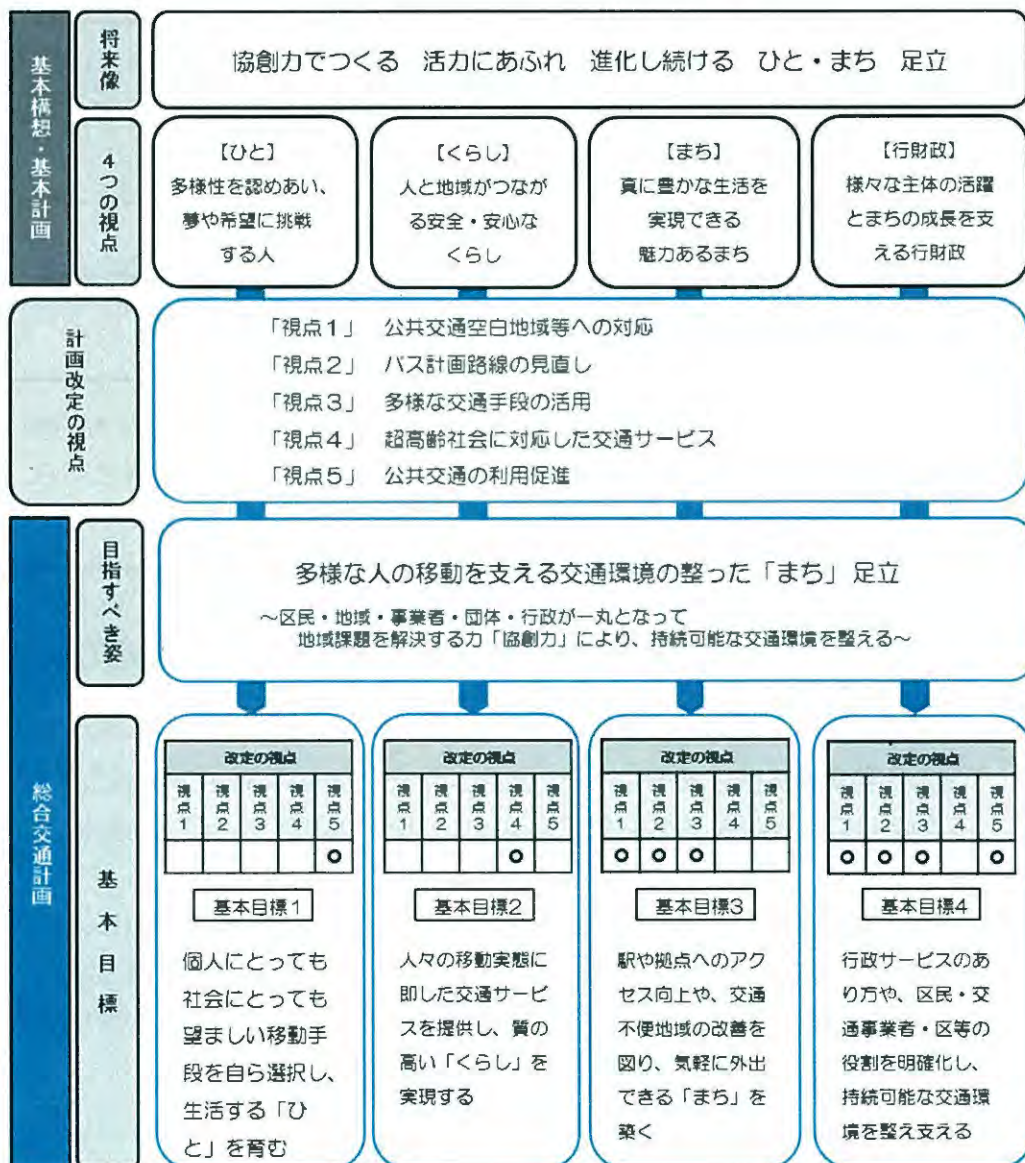 基本構想・基本計画
将来像
協創力でつくる　活力にあふれ　進化し続ける　ひと・まち　足立
4つの視点
【ひと】
多様性を認めあい、
夢や希望に挑戦
する人
【くらし】
人と地域がつなが
る安全・安心な
くらし
【まち】
真に豊かな生活を
実現できる
魅力あるまち
【行財政】
様々な主体の活躍
とまちの成長を支
える行財政
計画改定の視点
「視点1」　公共交通空白地域等への対応
「視点2」　バス計画路線の見直し
「視点3」　多様な交通手段の活用
「視点4」　超高齢社会に対応した交通サービス
「視点5」　公共交通の利用促進
総合交通計画
目指すべき姿
多様な人の移動を支える交通環境の整った「まち」足立
～区民・地域・事業者・団体・行政が一丸となって
地域課題を解決する力「協創力」により、持続可能な交通環境を整える～
基本目標
改定の視点
視点1 視点2 視点3 視点4 視点5
○
基本目標1
個人にとっても
社会にとっても
望ましい移動手
段を自ら選択し、
生活する「ひ
と」を育む
改定の視点
視点1 視点2 視点3 視点4 視点5
○
基本目標2
人々の移動実態に
即した交通サービ
スを提供し、質の
高い「くらし」を
実現する
改定の視点
視点1 視点2 視点3 視点4 視点5
○ ○ ○
基本目標3
駅や拠点へのアク
セス向上や、交通
不便地域の改善を
図り、気軽に外出
できる「まち」を
築く
改定の視点
視点1 視点2 視点3 視点4 視点5
○ ○ ○ ○
基本目標4
行政サービスのあ
り方や、区民・交
通事業者・区等の
役割を明確化し、
持続可能な交通環
境を整え支える